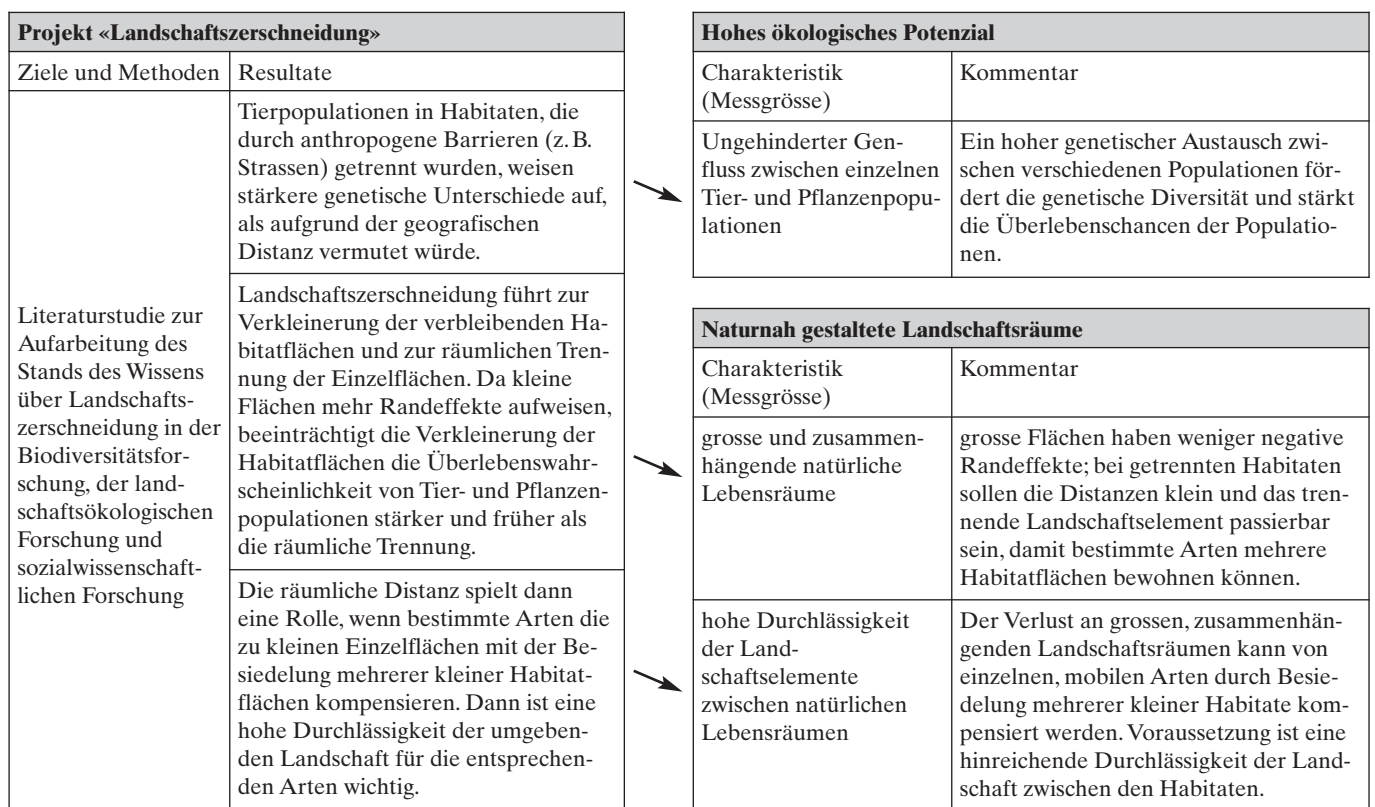 Projekt «Landschaftszerschneidung»
Ziele und Methoden
Resultate
Literaturstudie zur
Aufarbeitung des
Stands des Wissens
über Landschafts-
zerschneidung in der
Biodiversitätsfor-
schung, der land-
schaftsökologischen
Forschung und
sozialwissenschaft-
lichen Forschung
Tierpopulationen in Habitaten, die
durch anthropogene Barrieren (z. B.
Strassen) getrennt wurden, weisen
stärkere genetische Unterschiede auf,
als aufgrund der geografischen
Distanz vermutet würde.
Landschaftszerschneidung führt zur
Verkleinerung der verbleibenden Ha-
bitatflächen und zur räumlichen Tren-
nung der Einzelflächen. Da kleine
Flächen mehr Randeffekte aufweisen,
beeinträchtigt die Verkleinerung der
Habitatflächen die Überlebenswahr-
scheinlichkeit von Tier- und Pflanzen-
populationen stärker und früher als
die räumliche Trennung.
Die räumliche Distanz spielt dann
eine Rolle, wenn bestimmte Arten die
zu kleinen Einzelflächen mit der Be-
siedelung mehrerer kleiner Habitat-
flächen kompensieren. Dann ist eine
hohe Durchlässigkeit der umgeben-
den Landschaft für die entsprechen-
den Arten wichtig.
Hohes ökologisches Potenzial
Charakteristik
(Messgrösse)
Kommentar
Ungehinderter Gen-
fluss zwischen einzelnen
Tier- und Pflanzenpopu-
lationen
Ein hoher genetischer Austausch zwi-
schen verschiedenen Populationen för-
dert die genetische Diversität und stärkt
die Überlebenschancen der Populatio-
nen.
Naturnah gestaltete Landschaftsräume
Charakteristik
(Messgrösse)
Kommentar
grosse und zusammen-
hängende natürliche
Lebensräume
grosse Flächen haben weniger negative
Randeffekte; bei getrennten Habitaten
sollen die Distanzen klein und das tren-
nende Landschaftselement passierbar
sein, damit bestimmte Arten mehrere
Habitatflächen bewohnen können.
hohe Durchlässigkeit
der Land-
schaftselemente
zwischen natürlichen
Lebensräumen
Der Verlust an grossen, zusammenhän-
genden Landschaftsräumen kann von
einzelnen, mobilen Arten durch Besie-
delung mehrerer kleiner Habitate kom-
pensiert werden. Voraussetzung ist eine
hinreichende Durchlässigkeit der Land-
schaft zwischen den Habitaten.